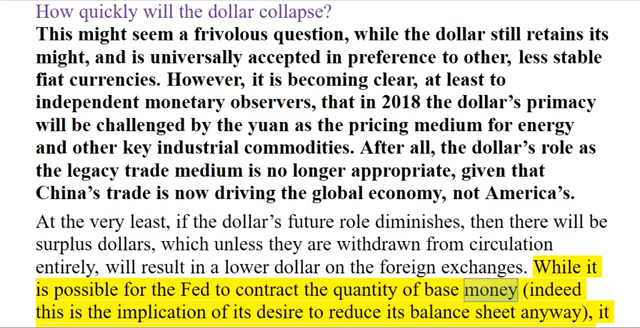 How quickly will the dollar collapse?
This might seem a frivolous question, while the dollar still retains its
might, and is universally accepted in preference to other, less stable
fiat currencies. However, it is becoming clear, at least to
independent monetary observers, that in 2018 the dollar’s primacy
will be challenged by the yuan as the pricing medium for energy
and other key industrial commodities. After all, the dollar’s role as
the legacy trade medium is no longer appropriate, given that
China’s trade is now driving the global economy, not America’s.
At the very least, if the dollar’s future role diminishes, then there will be
surplus dollars, which unless they are withdrawn from circulation
entirely, will result in a lower dollar on the foreign exchanges. While it
is possible for the Fed to contract the quantity of base money (indeed
this is the implication of its desire to reduce its balance sheet anyway), it